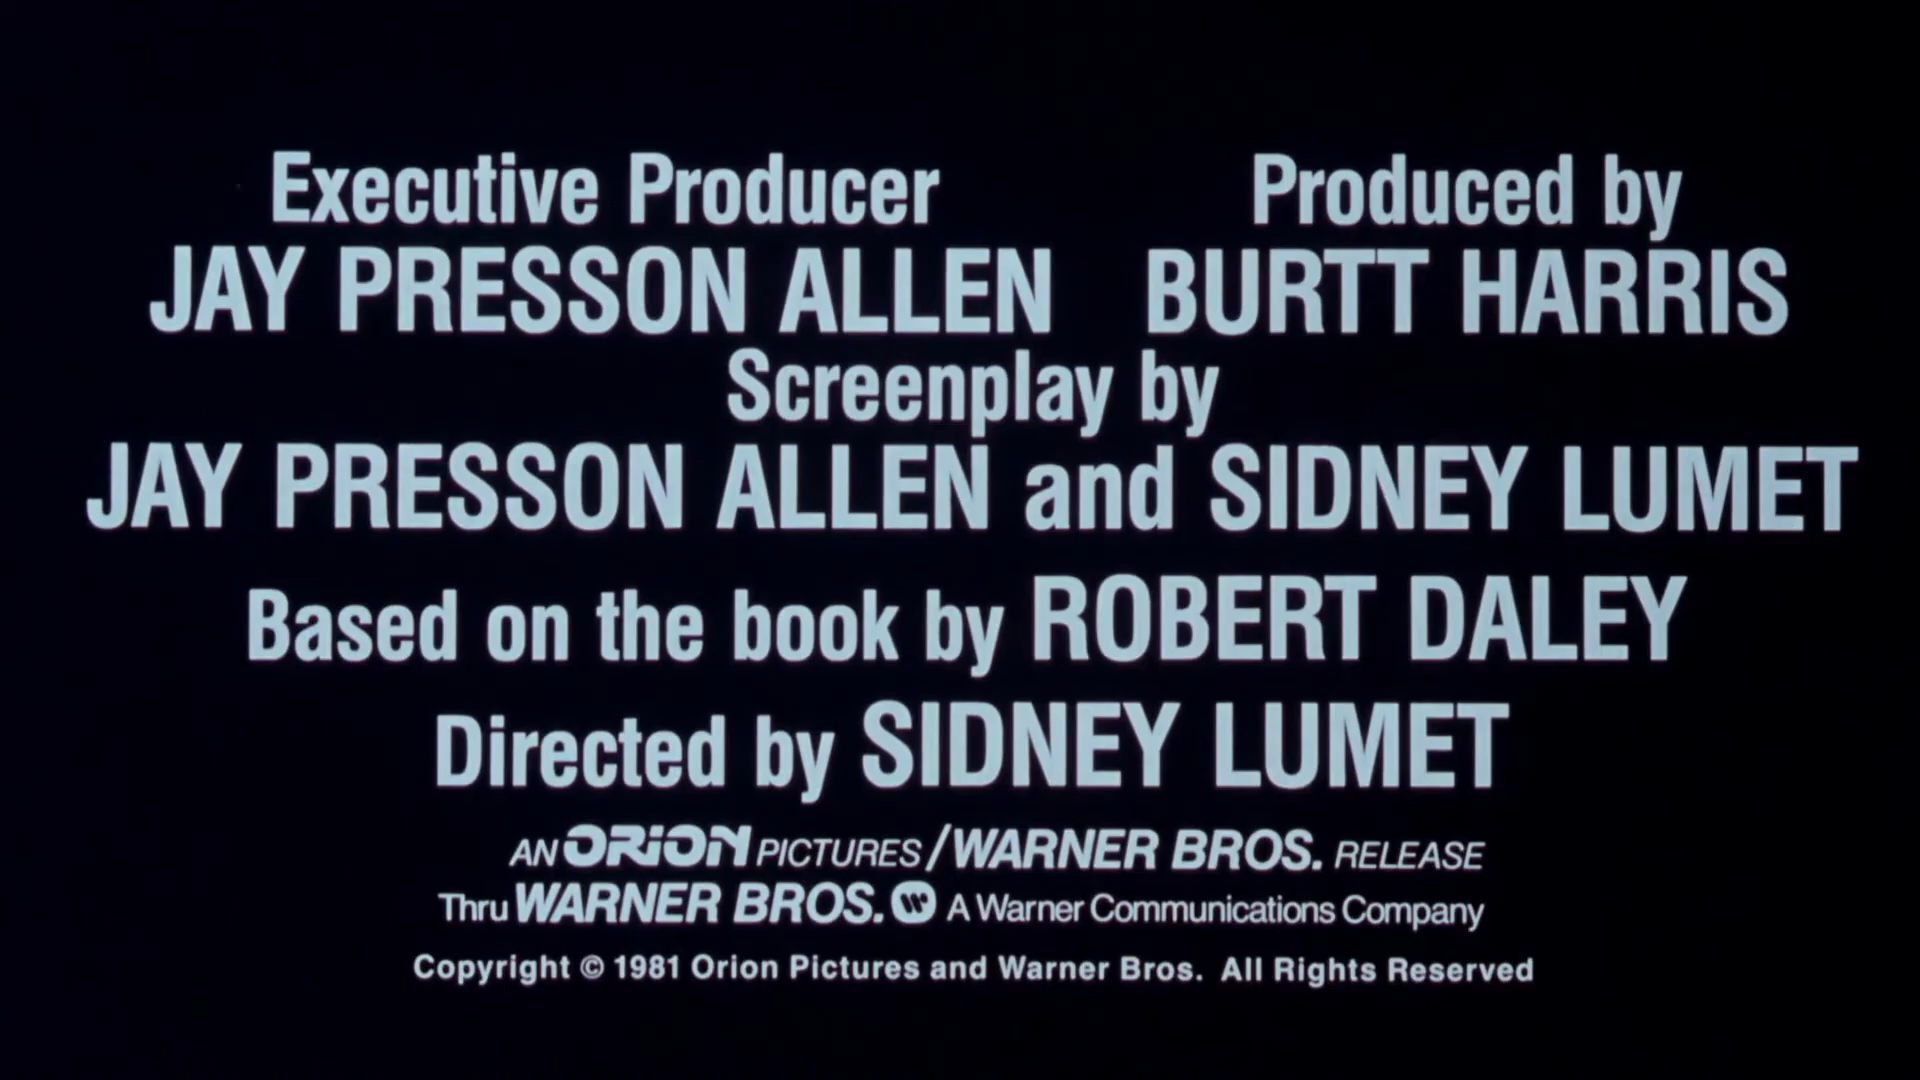 Executive Producer Produced by
JAY PRESSON ALLEN BURTT HARRIS
Screenplay by
JAY PRESSON ALLEN and SIDNEY LUMET
Based on the book by ROBERT DALEY
Directed by SIDNEY LUMET
AN ORION PICTURES/WARNER BROS. RELEASE
Thru WARNER BROS. A Warner Communications Company
Copyright © 1981 Orion Pictures and Warner Bros. All Rights Reserved